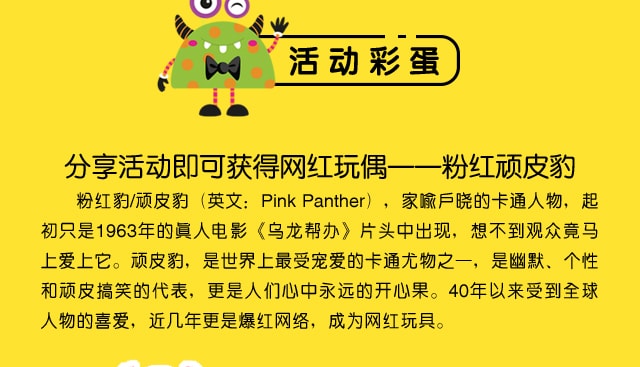 活动彩蛋
分享活动即可获得网红玩偶——粉红顽皮豹
粉红豹/顽皮豹（英文：Pink Panther），家喻戶晓的卡通人物，起
初只是1963年的真人电影《乌龙帮办》片头中出现，想不到观众竟马
上爱上它。顽皮豹，是世界上最受宠爱的卡通尤物之一，是幽默、个性
和顽皮搞笑的代表，更是人们心中永远的开心果。40年以来受到全球
人物的喜爱，近几年更是爆红网络，成为网红玩具。